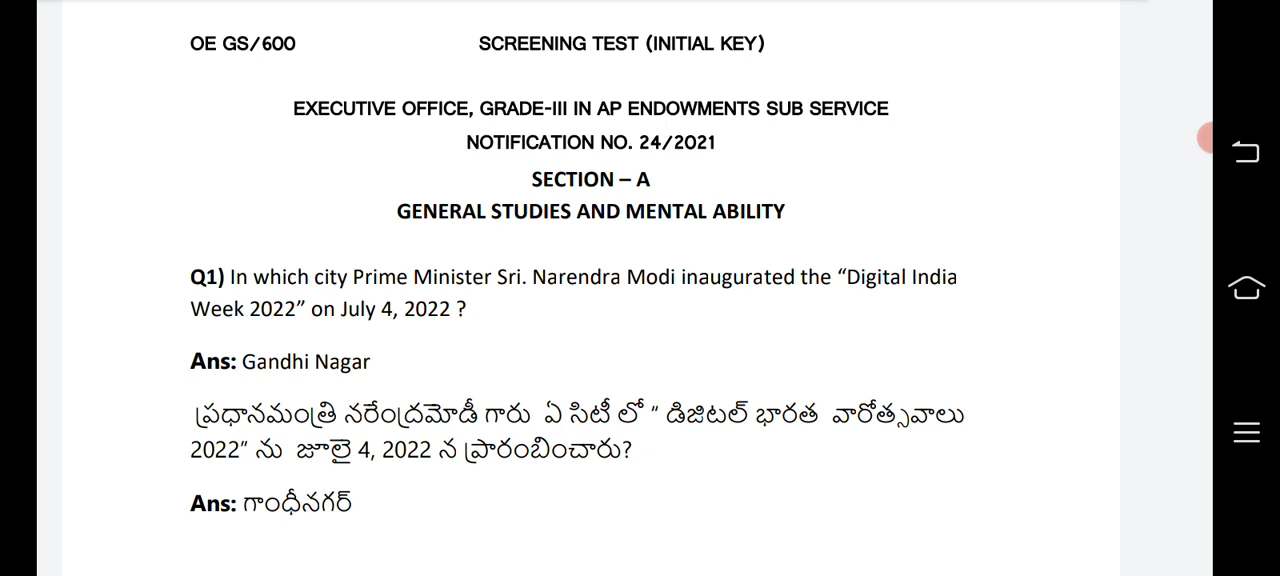 OE GS/600 SCREENING TEST (INITIAL KEY)
EXECUTIVE OFFICE, GRADE-III IN AP ENDOWMENTS SUB SERVICE
NOTIFICATION NO. 24/2021
SECTION – A
GENERAL STUDIES AND MENTAL ABILITY
Q1) In which city Prime Minister Sri. Narendra Modi inaugurated the “Digital India
Week 2022” on July 4, 2022 ?
Ans: Gandhi Nagar
ప్రధానమంత్రి నరేంద్రమోడీ గారు ఏ సిటీ లో “ డిజిటల్ భారత వారోత్సవాలు
2022” ను జూలై 4, 2022 న ప్రారంబించారు?
Ans: గాంధీనగర్